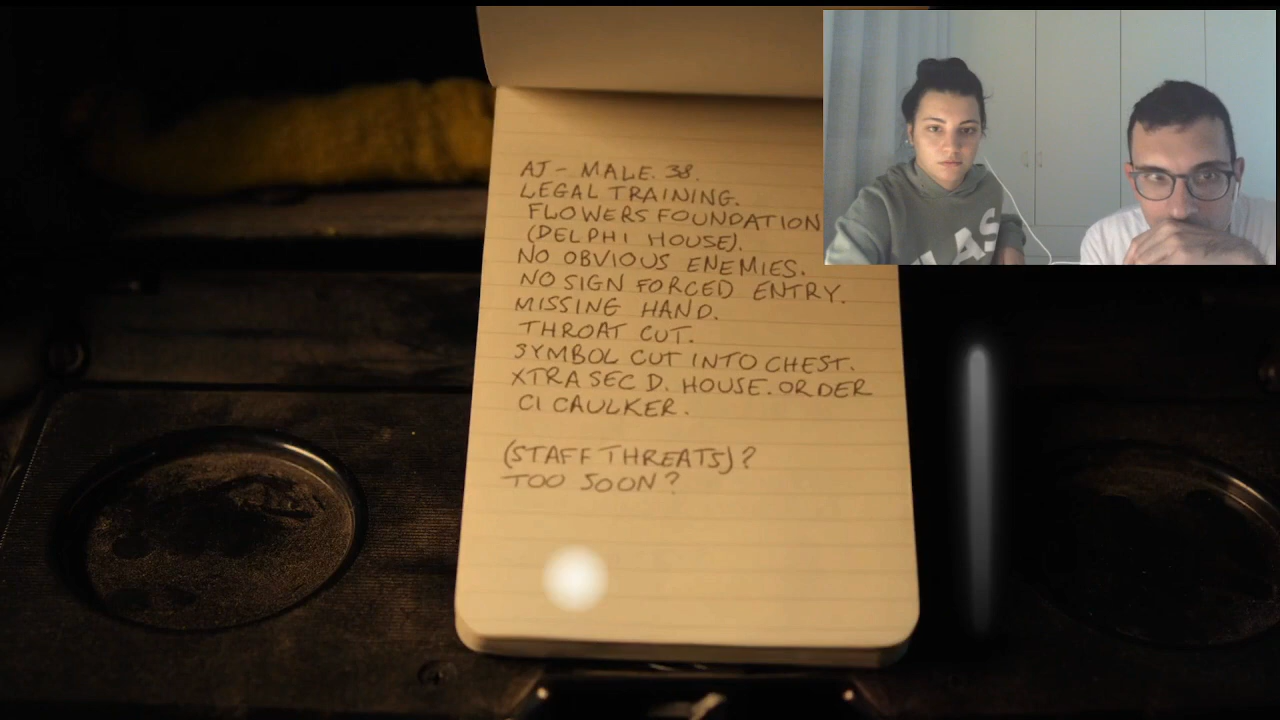 AJ - MALE. 38.
LEGAL TRAINING.
FLOWERS FOUNDATION
(DELPHI HOUSE).
NO OBVIOUS ENEMIES.
NO SIGN FORCED ENTRY.
MISSING HAND.
THROAT CUT.
SYMBOL CUT INTO CHEST.
XTRA SEC D. HOUSE. ORDER
CI CAULKER.
(STAFF THREATS)?
TOO SOON?
LAS